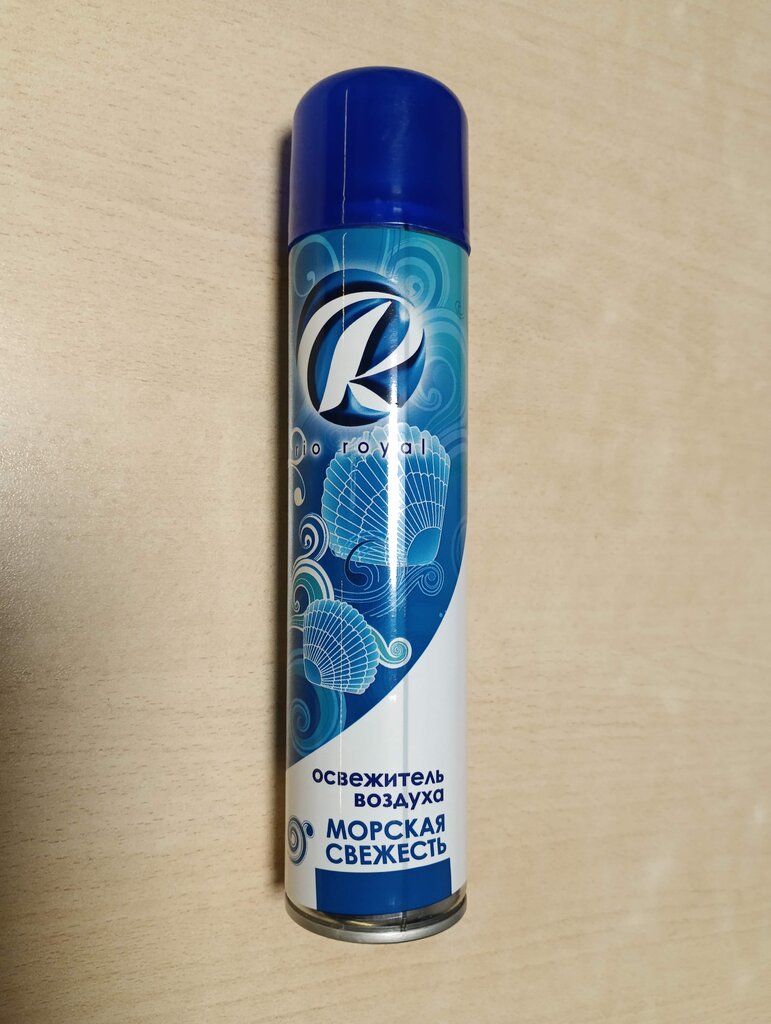 R
rio royal
освежитель
воздуха
МОРСКАЯ
СВЕЖЕСТЬ